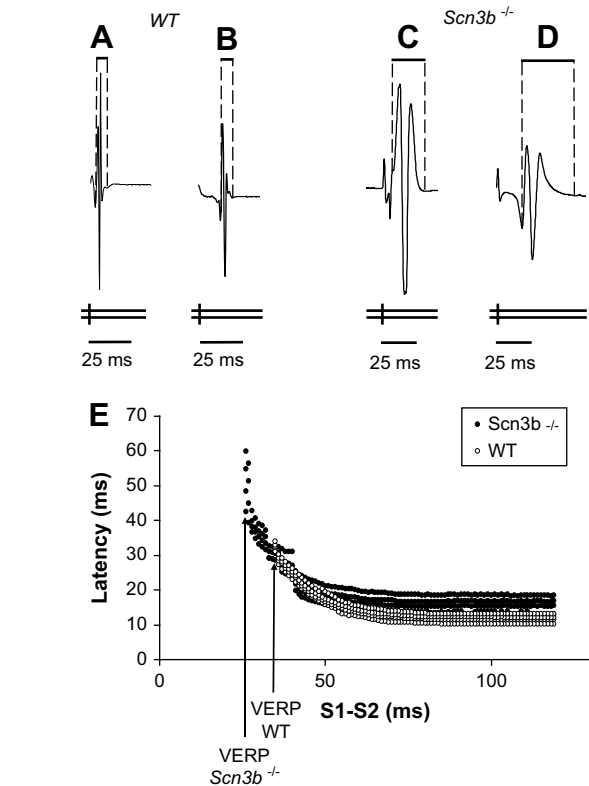 WT
Scn3b -/-
A
B
C
D
25 ms
25 ms
25 ms
25 ms
E
70
60
50
40
30
20
10
0
Latency (ms)
Scn3b -/-
WT
0
50
100
S1-S2 (ms)
VERP
WT
VERP
Scn3b -/-